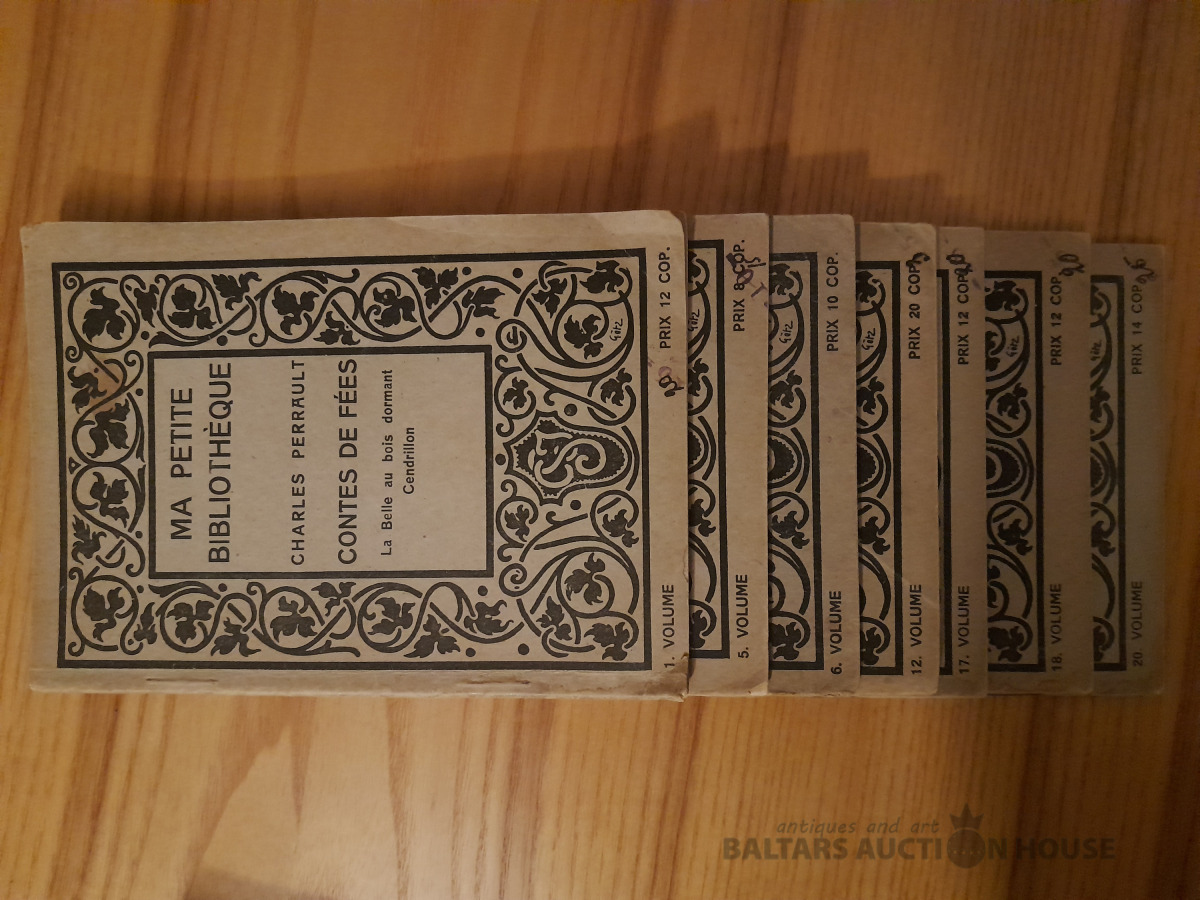 MA PETITE
BIBLIOTHÈQUE
CHARLES PERRAULT
CONTES DE FÉES
La Belle au bois dormant
Cendrillon
1. VOLUME PRIX 12 COP.
5. VOLUME PRIX 8 COP.
6. VOLUME PRIX 10 COP.
12. VOLUME PRIX 20 COP.
17. VOLUME PRIX 12 COP.
18. VOLUME PRIX 12 COP.
20. VOLUME PRIX 14 COP.
antiques and art
BALTARS AUCTION HOUSE